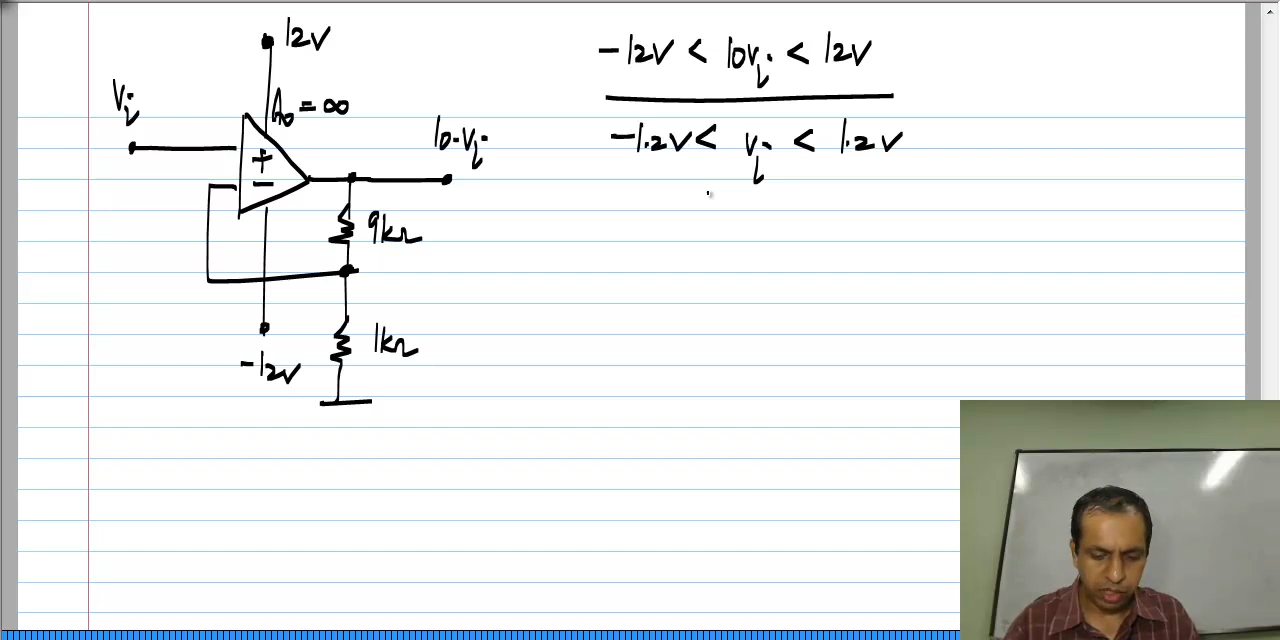 12V
Vi
A₀ = ∞
10·Vi
9kΩ
1kΩ
-12V
-12V < 10Vi < 12V
-1.2V < Vi < 1.2V
+
−